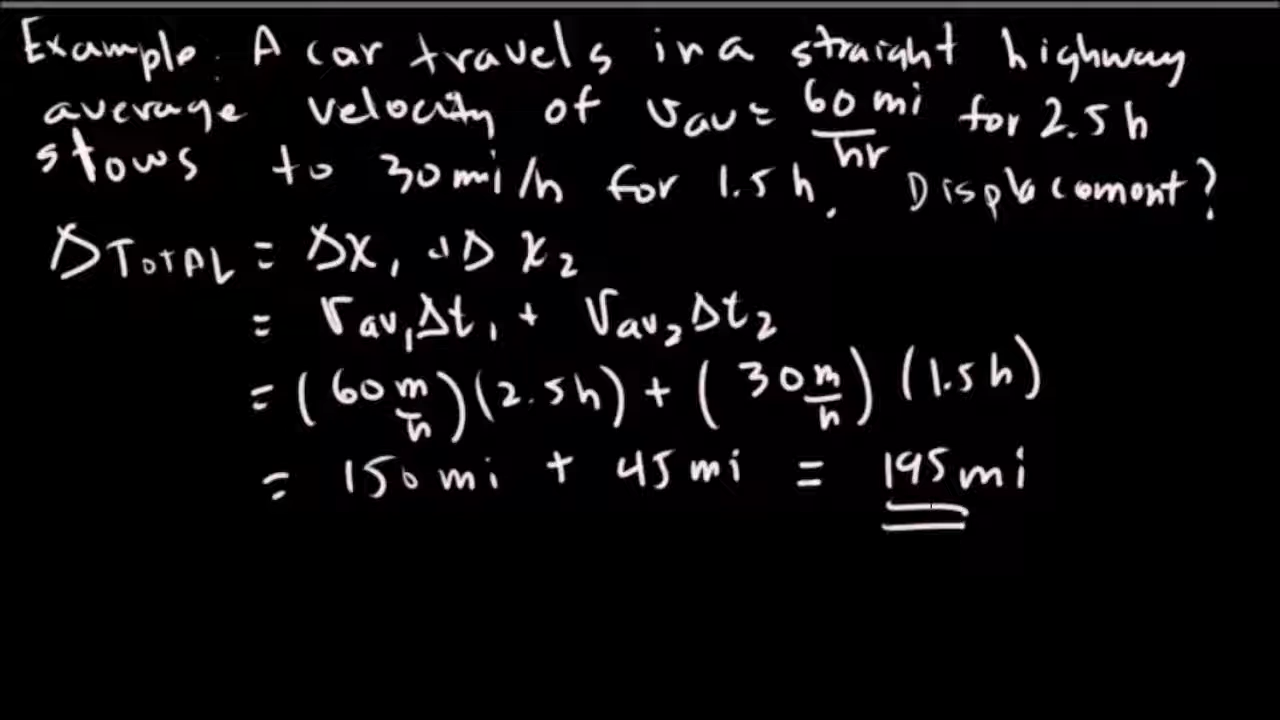 Example: A car travels in a straight highway
average velocity of Vav = 60 mi/hr for 2.5 h
slows to 30 mi/h for 1.5 h. Displacement?
ΔTOTAL = Δx₁ + Δx₂
= Vav₁Δt₁ + Vav₂Δt₂
= (60 m/h)(2.5h) + (30 m/h)(1.5h)
= 150 mi + 45 mi = 195 mi